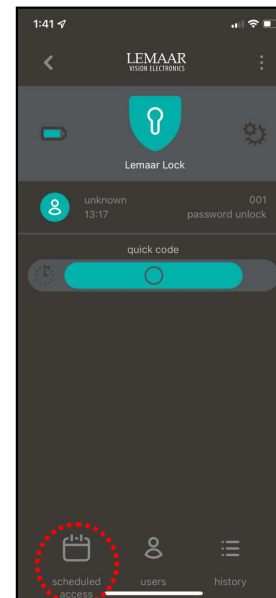 1:41
LEMAAR
VISION ELECTRONICS
Lemaar Lock
unknown 001
13:17 password unlock
quick code
scheduled users history
access